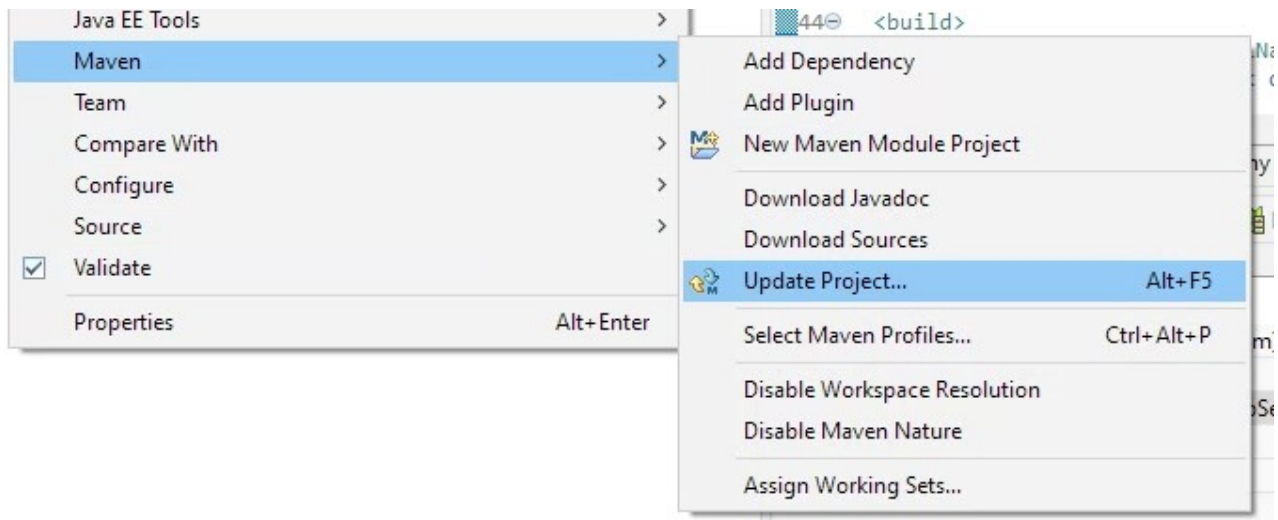 Java EE Tools
Maven
Team
Compare With
Configure
Source
Validate
Properties Alt+Enter
44 <build>
Add Dependency
Add Plugin
New Maven Module Project
Download Javadoc
Download Sources
Update Project... Alt+F5
Select Maven Profiles... Ctrl+Alt+P
Disable Workspace Resolution
Disable Maven Nature
Assign Working Sets...